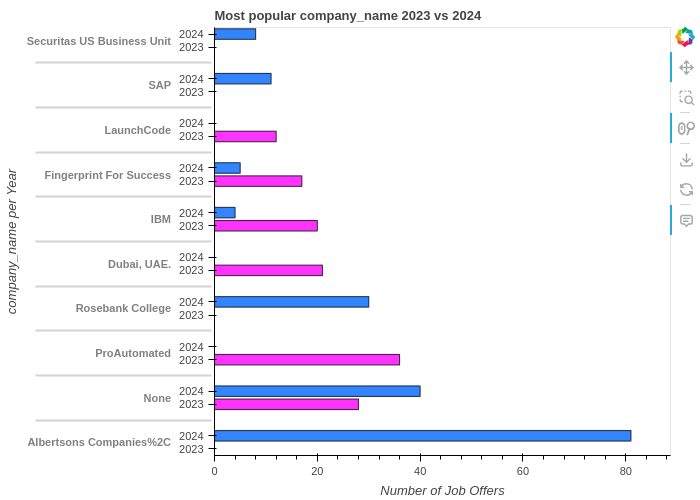 Most popular company_name 2023 vs 2024
company_name per Year
Securitas US Business Unit 2024
2023
SAP 2024
2023
LaunchCode 2024
2023
Fingerprint For Success 2024
2023
IBM 2024
2023
Dubai, UAE. 2024
2023
Rosebank College 2024
2023
ProAutomated 2024
2023
None 2024
2023
Albertsons Companies%2C 2024
2023
0 20 40 60 80
Number of Job Offers